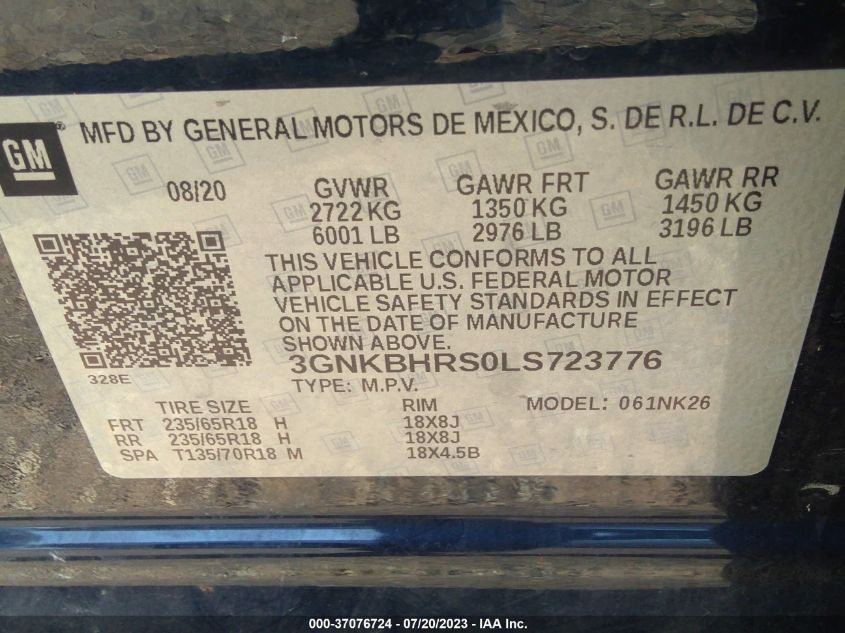 GM
MFD BY GENERAL MOTORS DE MEXICO, S. DE R.L. DE C.V.
08/20 GVWR GAWR FRT GAWR RR
2722 KG 1350 KG 1450 KG
6001 LB 2976 LB 3196 LB
THIS VEHICLE CONFORMS TO ALL
APPLICABLE U.S. FEDERAL MOTOR
VEHICLE SAFETY STANDARDS IN EFFECT
ON THE DATE OF MANUFACTURE
SHOWN ABOVE.
328E
3GNKBHRS0LS723776
TYPE: M.P.V.
TIRE SIZE RIM MODEL: 061NK26
FRT 235/65R18 H 18X8J
RR 235/65R18 H 18X8J
SPA T135/70R18 M 18X4.5B
000-37076724 — 07/20/2023 — IAA Inc.